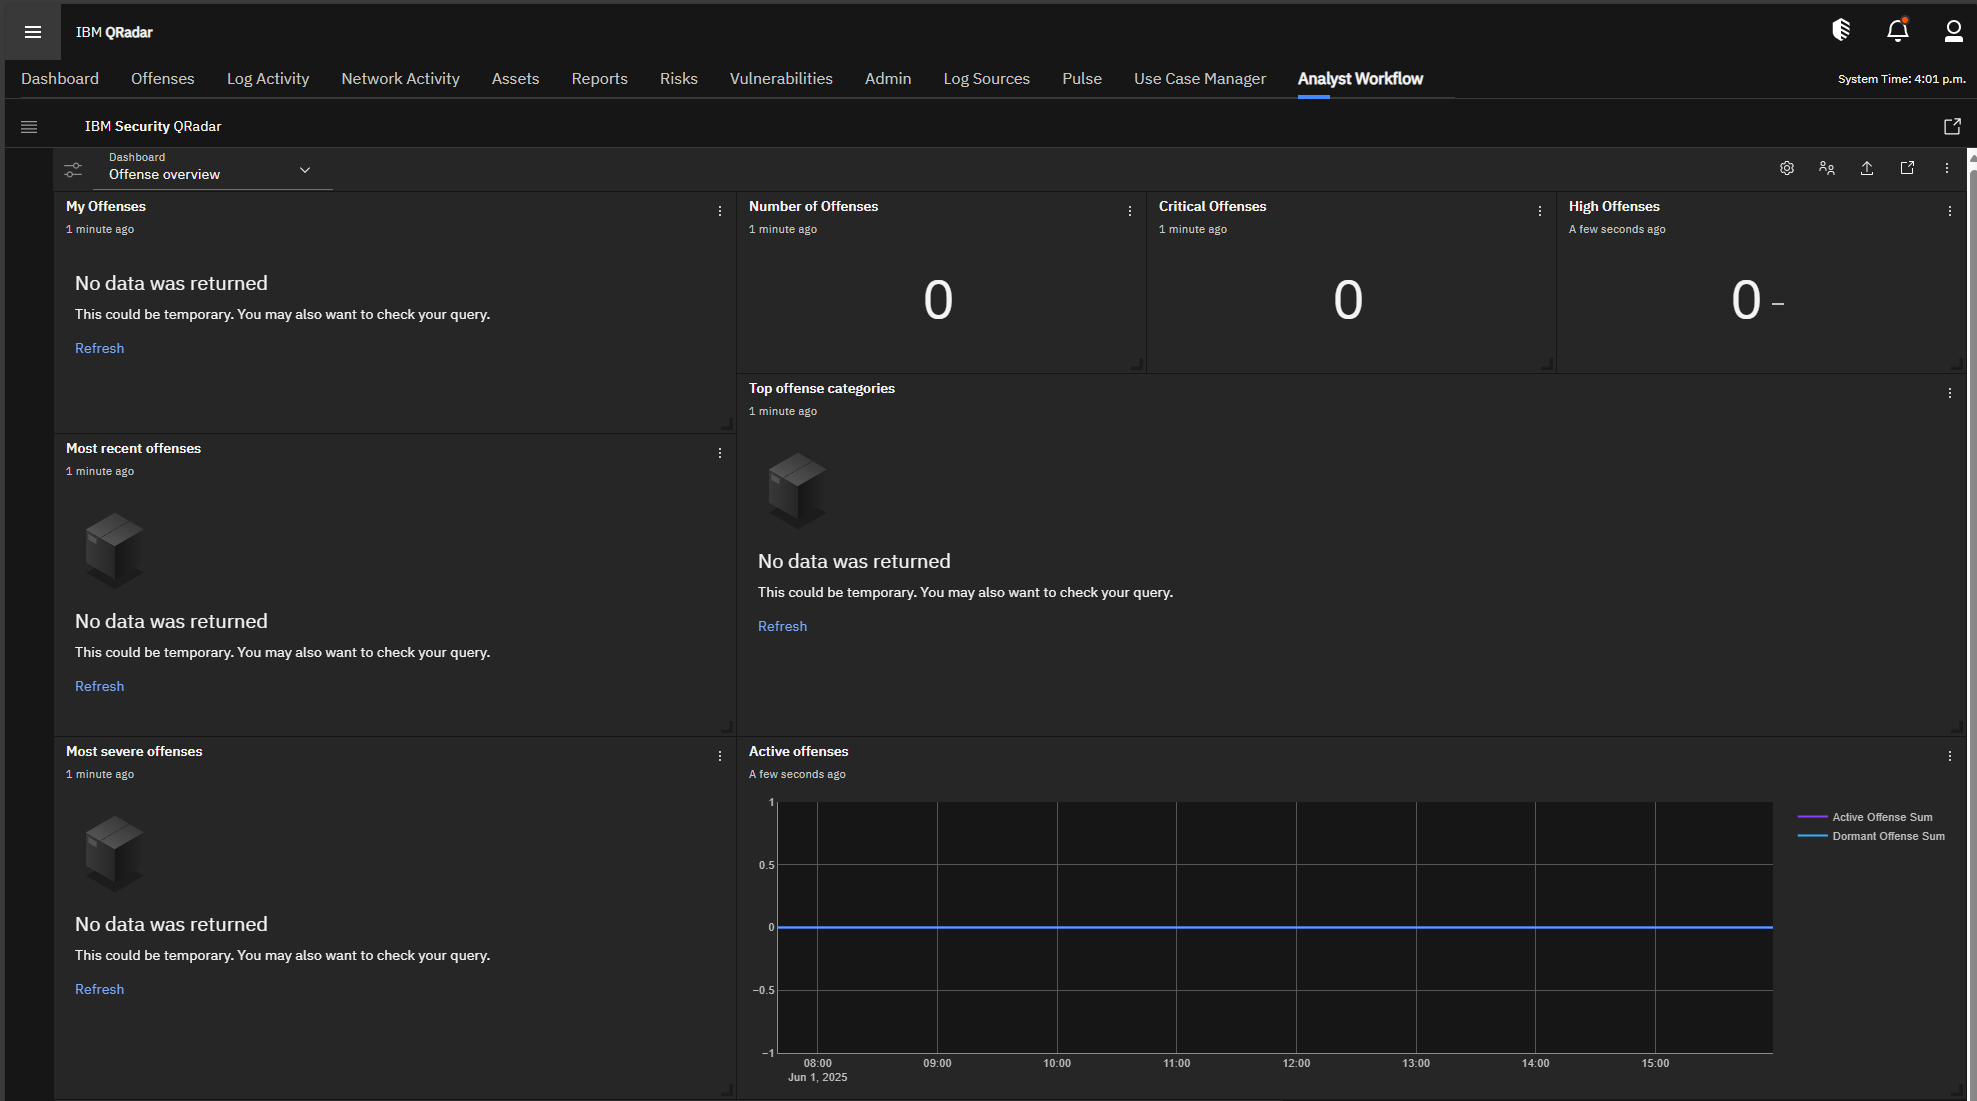 IBM QRadar
Dashboard Offenses Log Activity Network Activity Assets Reports Risks Vulnerabilities Admin Log Sources Pulse Use Case Manager Analyst Workflow
System Time: 4:01 p.m.
IBM Security QRadar
Dashboard
Offense overview
My Offenses
1 minute ago
No data was returned
This could be temporary. You may also want to check your query.
Refresh
Number of Offenses
1 minute ago
0
Critical Offenses
1 minute ago
0
High Offenses
A few seconds ago
0 –
Top offense categories
1 minute ago
No data was returned
This could be temporary. You may also want to check your query.
Refresh
Most recent offenses
1 minute ago
No data was returned
This could be temporary. You may also want to check your query.
Refresh
Most severe offenses
1 minute ago
No data was returned
This could be temporary. You may also want to check your query.
Refresh
Active offenses
A few seconds ago
1
0.5
0
−0.5
−1
08:00 09:00 10:00 11:00 12:00 13:00 14:00 15:00
Jun 1, 2025
Active Offense Sum
Dormant Offense Sum